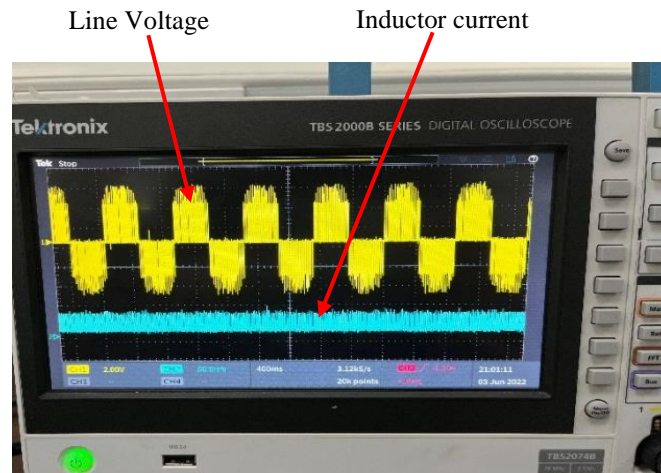 Line Voltage
Inductor current
Tektronix
TBS 2000B SERIES DIGITAL OSCILLOSCOPE
Tek Stop
Save
CH1 2.00V
400ms
3.12kS/s
21:01:11
CH3
CH4
20k points
03 Jun 2022
FFT
Bus
TBS2074B